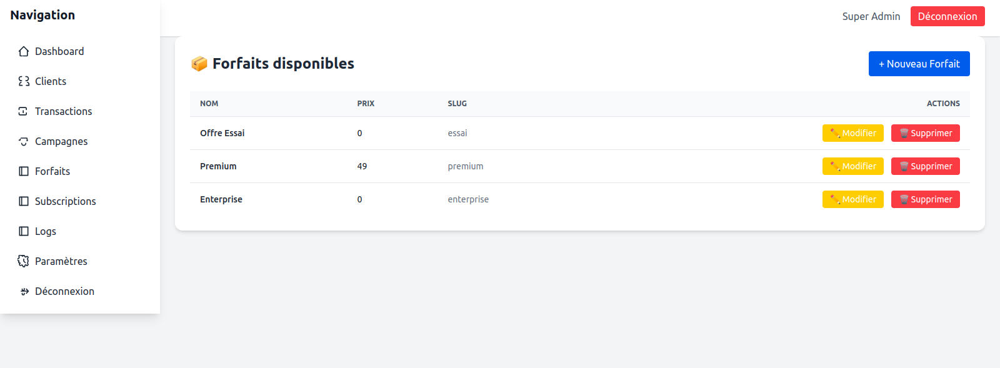 Navigation
Dashboard
Clients
Transactions
Campagnes
Forfaits
Subscriptions
Logs
Paramètres
Déconnexion
Super Admin Déconnexion
Forfaits disponibles + Nouveau Forfait
NOM PRIX SLUG ACTIONS
Offre Essai 0 essai Modifier Supprimer
Premium 49 premium Modifier Supprimer
Enterprise 0 enterprise Modifier Supprimer